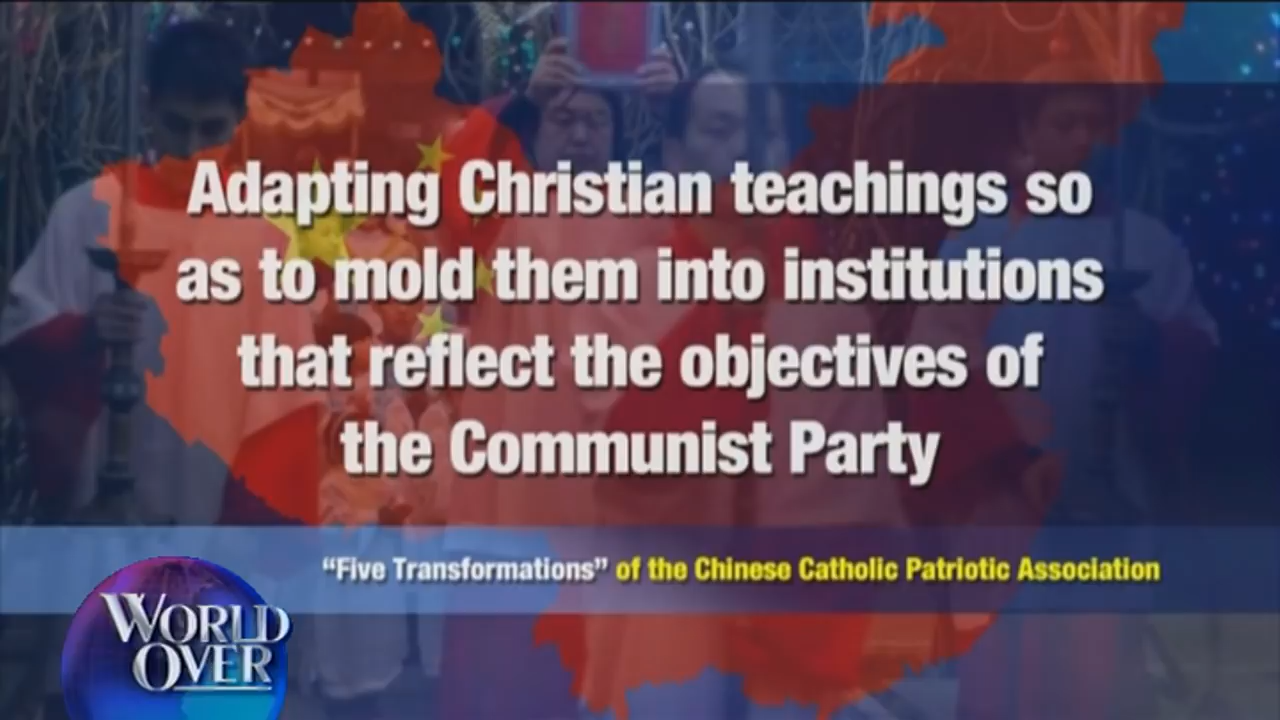 Adapting Christian teachings so
as to mold them into institutions
that reflect the objectives of
the Communist Party
“Five Transformations” of the Chinese Catholic Patriotic Association
WORLD
OVER